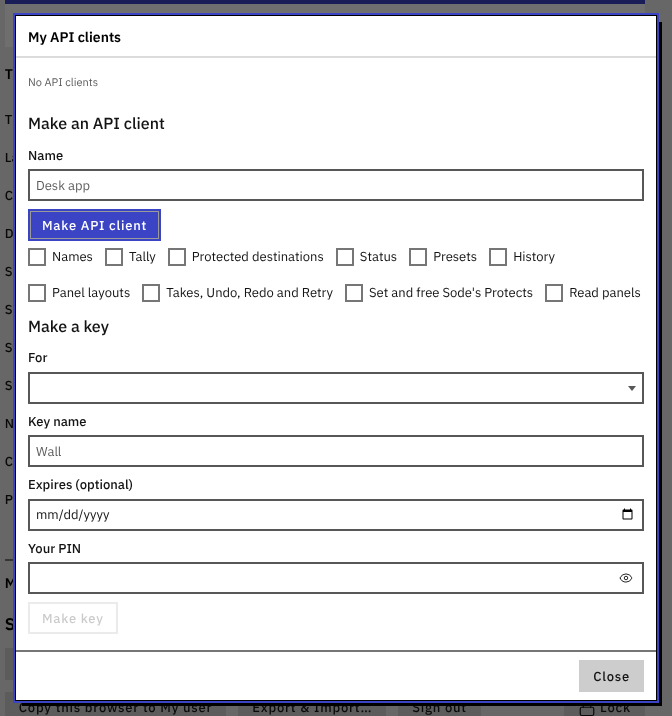 My API clients
No API clients
Make an API client
Name
Desk app
Make API client
Names Tally Protected destinations Status Presets History
Panel layouts Takes, Undo, Redo and Retry Set and free Sode's Protects Read panels
Make a key
For
Key name
Wall
Expires (optional)
mm/dd/yyyy
Your PIN
Make key
Close
Copy this browser to My user Export & Import... Sign out Lock